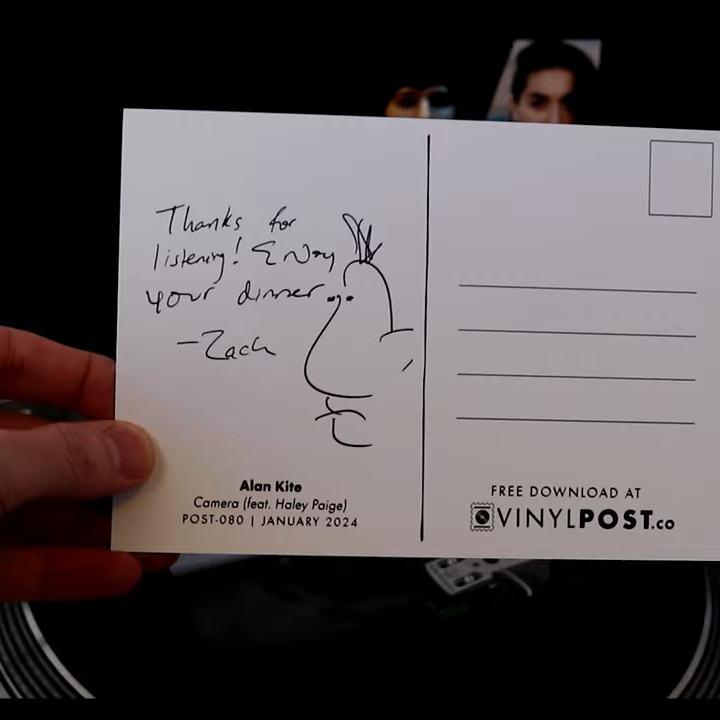 Thanks for
listening! Enjoy
your dinner
-Zach
Alan Kite
Camera (feat. Haley Paige)
POST-080 | JANUARY 2024
FREE DOWNLOAD AT
VINYLPOST.co